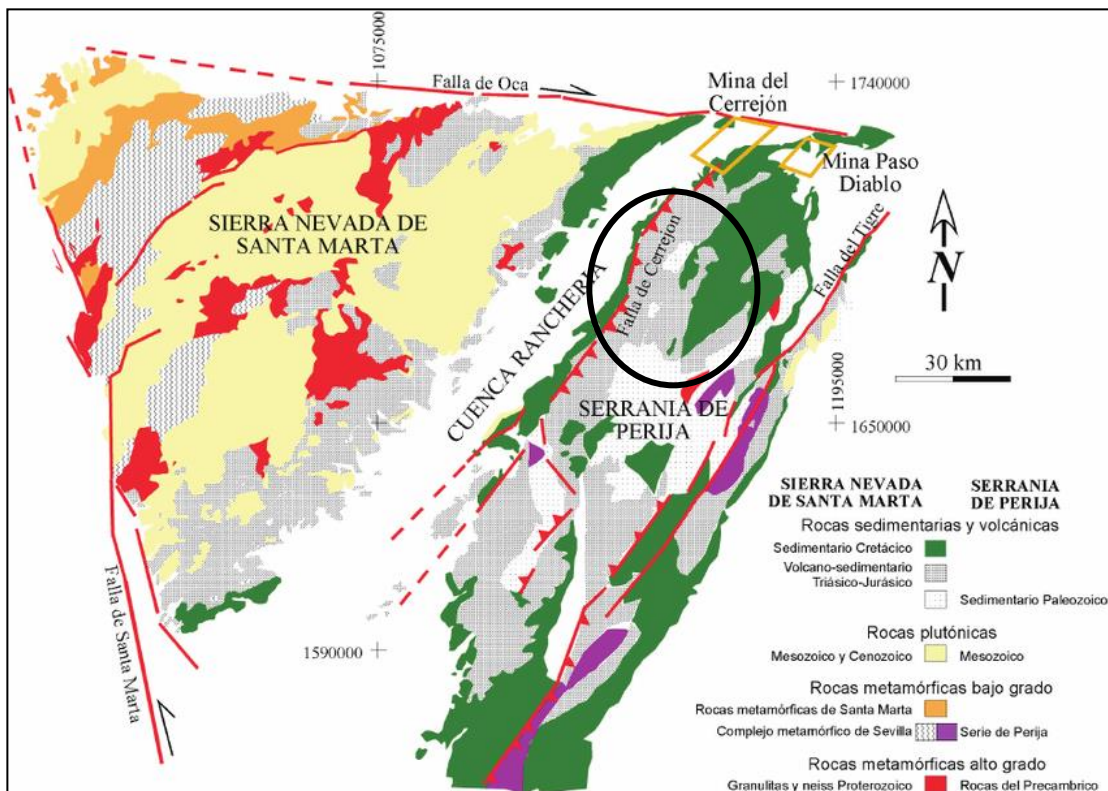 1075000
1740000
Falla de Oca
Mina del
Cerrejón
Mina Paso
Diablo
SIERRA NEVADA DE
SANTA MARTA
Falla de Cerrejon
Falla del Tigre
N
CUENCA RANCHERIA
30 km
1195000
1650000
SERRANIA DE
PERIJA
Falla de Santa Marta
1590000
SIERRA NEVADA
DE SANTA MARTA
SERRANIA
DE PERIJA
Rocas sedimentarias y volcánicas
Sedimentario Cretácico
Volcano-sedimentario
Triásico-Jurásico
Sedimentario Paleozoico
Rocas plutónicas
Mesozoico y Cenozoico
Mesozoico
Rocas metamórficas bajo grado
Rocas metamórficas de Santa Marta
Complejo metamórfico de Sevilla
Serie de Perija
Rocas metamórficas alto grado
Granulitas y neiss Proterozoico
Rocas del Precambrico